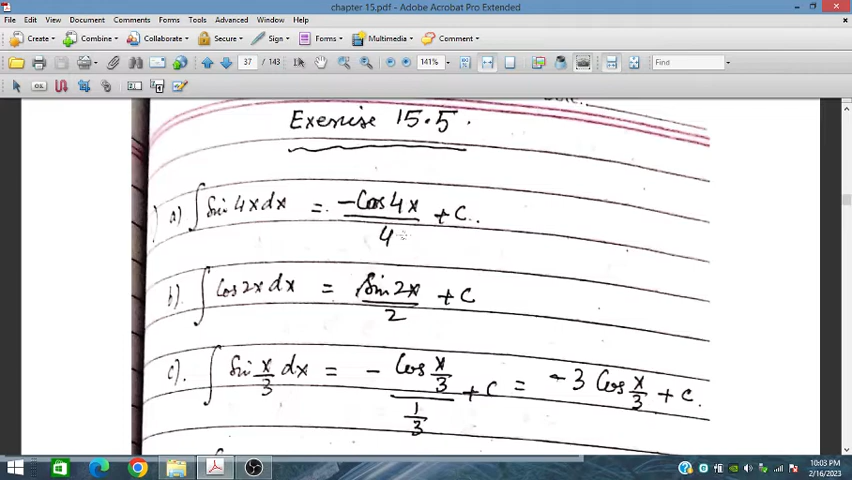 chapter 15.pdf - Adobe Acrobat Pro Extended
File Edit View Document Comments Forms Tools Advanced Window Help
Create Combine Collaborate Secure Sign Forms Multimedia Comment
37 / 143 141% Find
Exercise 15.5.
a) ∫ Sin 4x dx = -Cos4x/4 + C..
b). ∫ Cos 2x dx = Sin 2x/2 + C
c). ∫ Sin x/3 dx = - Cos x/3 / 1/3 + C = -3 Cos x/3 + C.
10:03 PM
2/16/2023